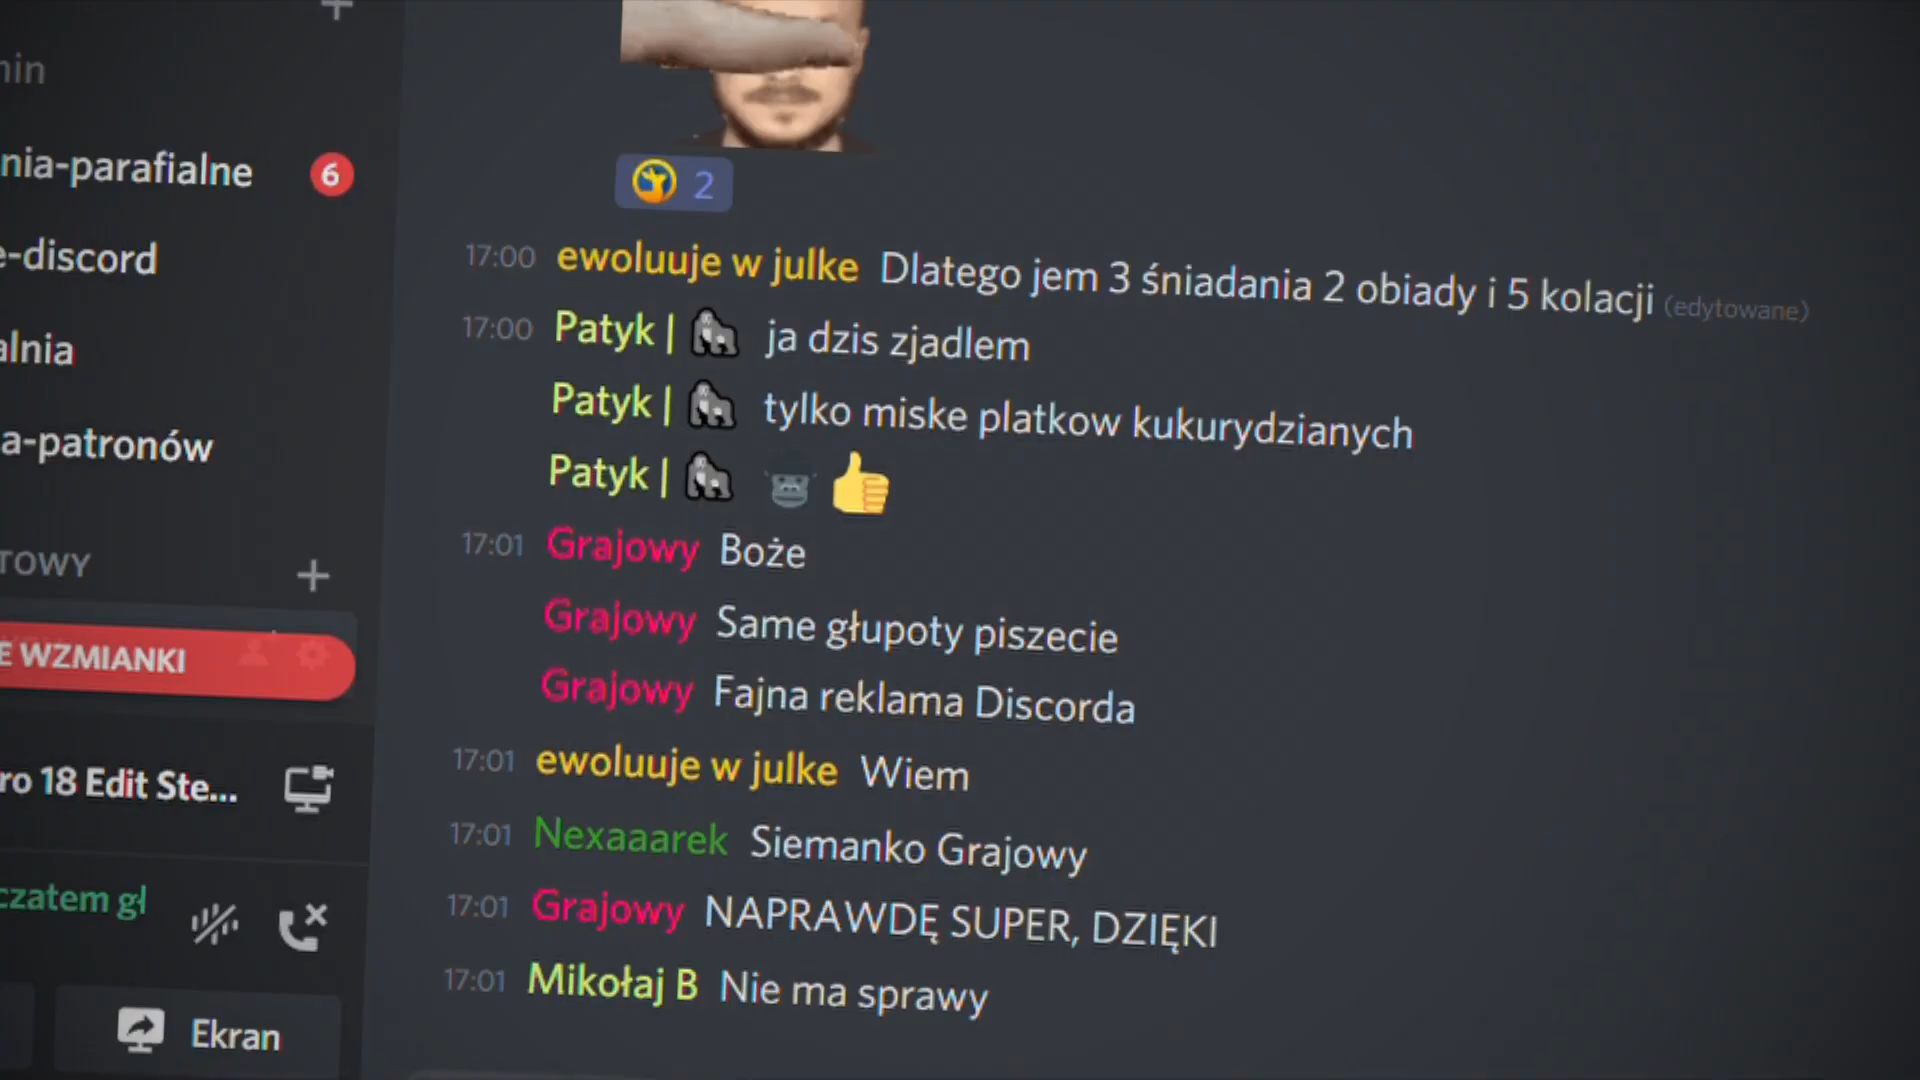 nia-parafialne 6
e-discord
alnia
a-patronów
TOWY
E WZMIANKI
ro 18 Edit Ste...
czatem gł
Ekran
2
17:00 ewoluuje w julke Dlatego jem 3 śniadania 2 obiady i 5 kolacji (edytowane)
17:00 Patyk | 🦍 ja dzis zjadlem
Patyk | 🦍 tylko miske platkow kukurydzianych
Patyk | 🦍 🦍 👍
17:01 Grajowy Boże
Grajowy Same głupoty piszecie
Grajowy Fajna reklama Discorda
17:01 ewoluuje w julke Wiem
17:01 Nexaaarek Siemanko Grajowy
17:01 Grajowy NAPRAWDĘ SUPER, DZIĘKI
17:01 Mikołaj B Nie ma sprawy